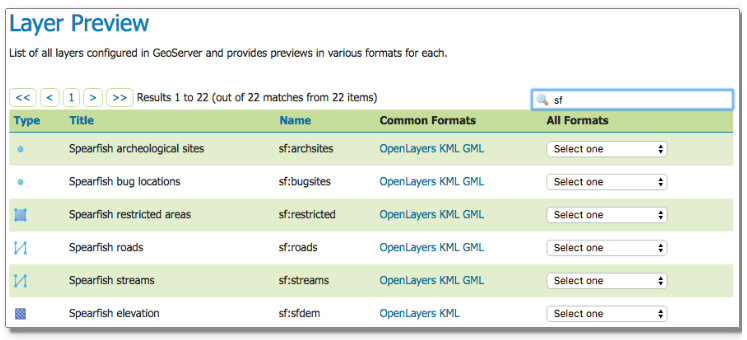 Layer Preview
List of all layers configured in GeoServer and provides previews in various formats for each.
<< < 1 > >> Results 1 to 22 (out of 22 matches from 22 items) sf
Type Title Name Common Formats All Formats
Spearfish archeological sites sf:archsites OpenLayers KML GML Select one
Spearfish bug locations sf:bugsites OpenLayers KML GML Select one
Spearfish restricted areas sf:restricted OpenLayers KML GML Select one
Spearfish roads sf:roads OpenLayers KML GML Select one
Spearfish streams sf:streams OpenLayers KML GML Select one
Spearfish elevation sf:sfdem OpenLayers KML Select one